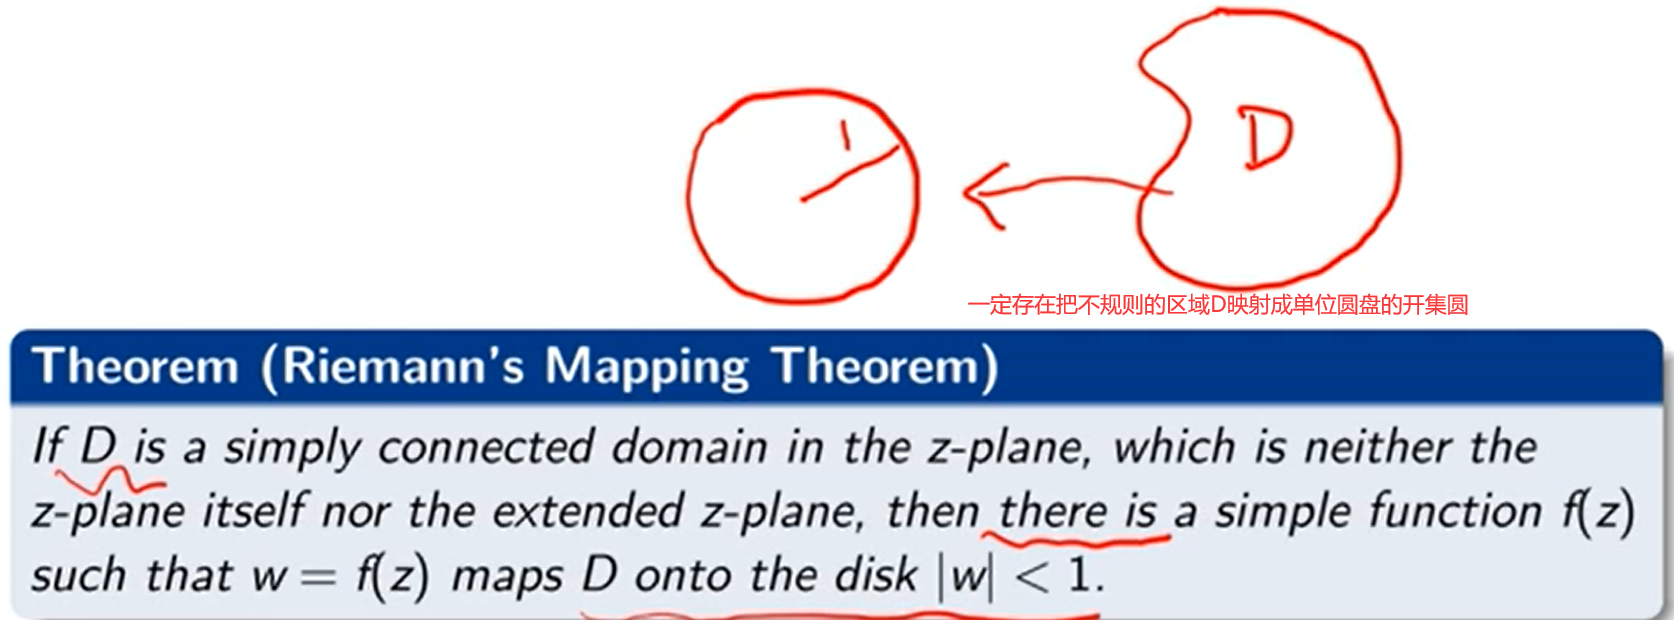 1
D
一定存在把不规则的区域D映射成单位圆盘的开集圆
Theorem (Riemann's Mapping Theorem)
If D is a simply connected domain in the z-plane, which is neither the
z-plane itself nor the extended z-plane, then there is a simple function f(z)
such that w = f(z) maps D onto the disk |w| < 1.